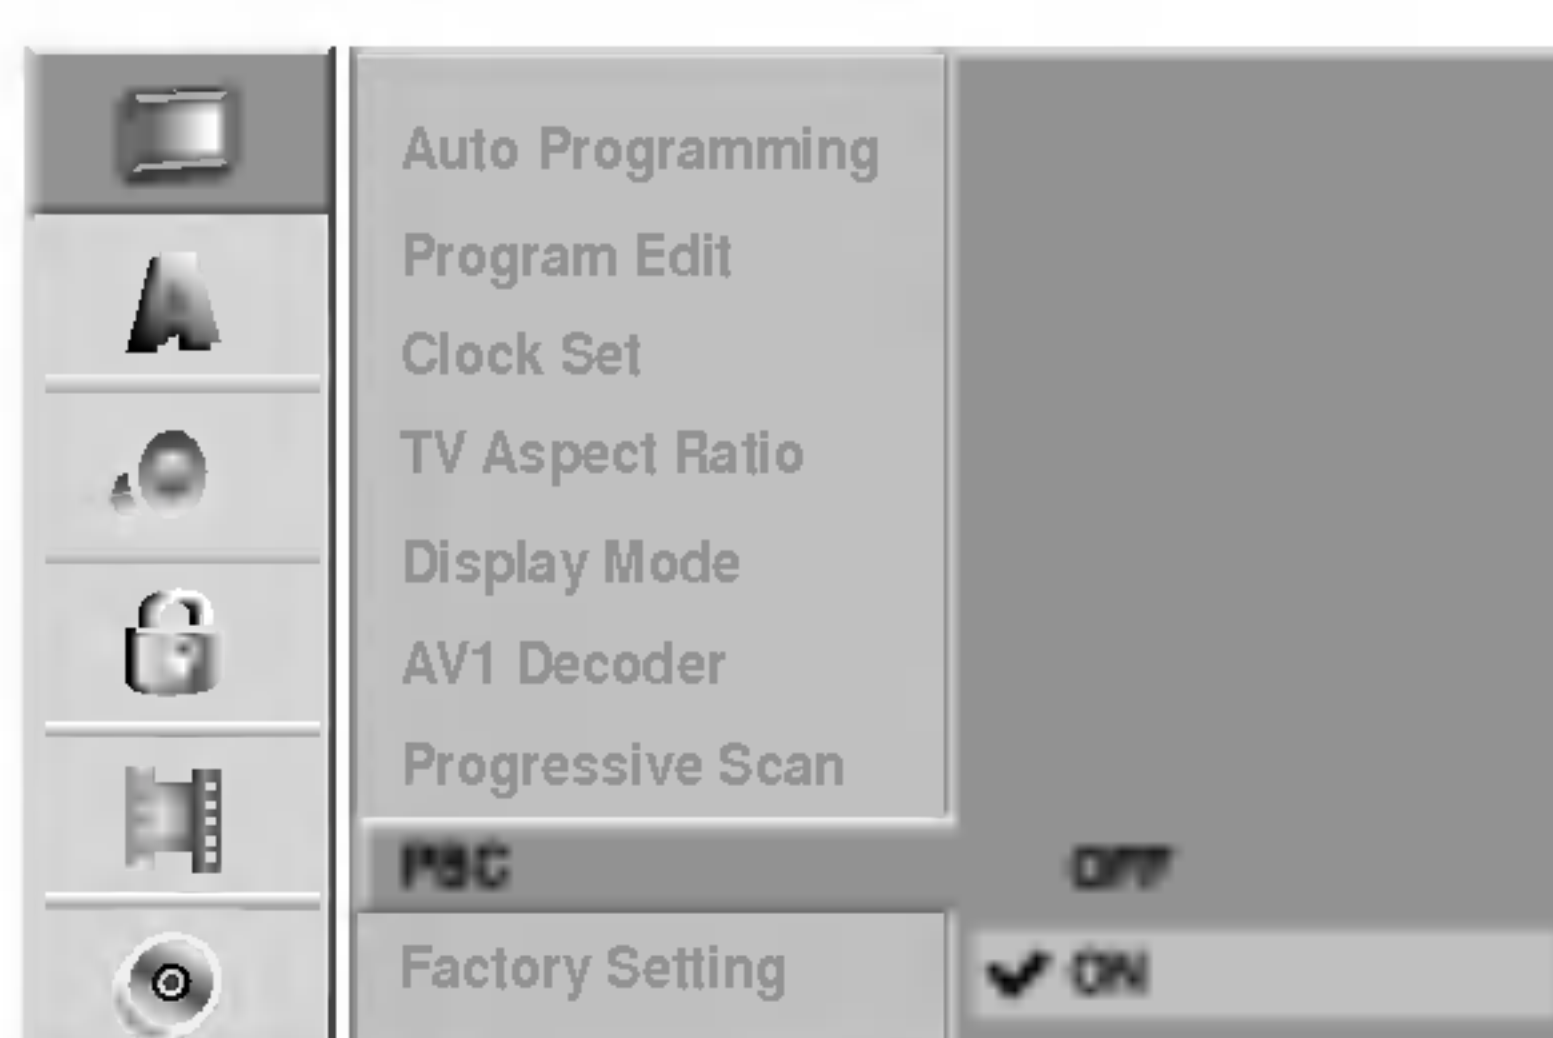 Auto Programming
Program Edit
Clock Set
TV Aspect Ratio
Display Mode
AV1 Decoder
Progressive Scan
PBC OFF
Factory Setting ON